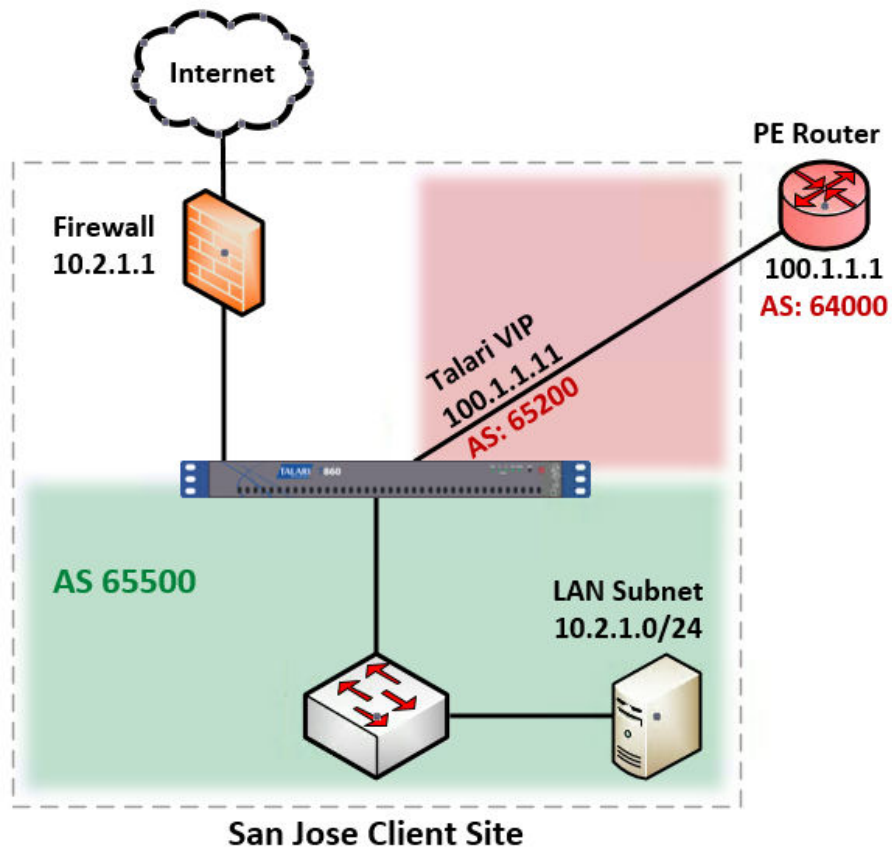 Internet
PE Router
Firewall
10.2.1.1
100.1.1.1
AS: 64000
Talari VIP
100.1.1.11
AS: 65200
TALARI 860
AS 65500
LAN Subnet
10.2.1.0/24
San Jose Client Site